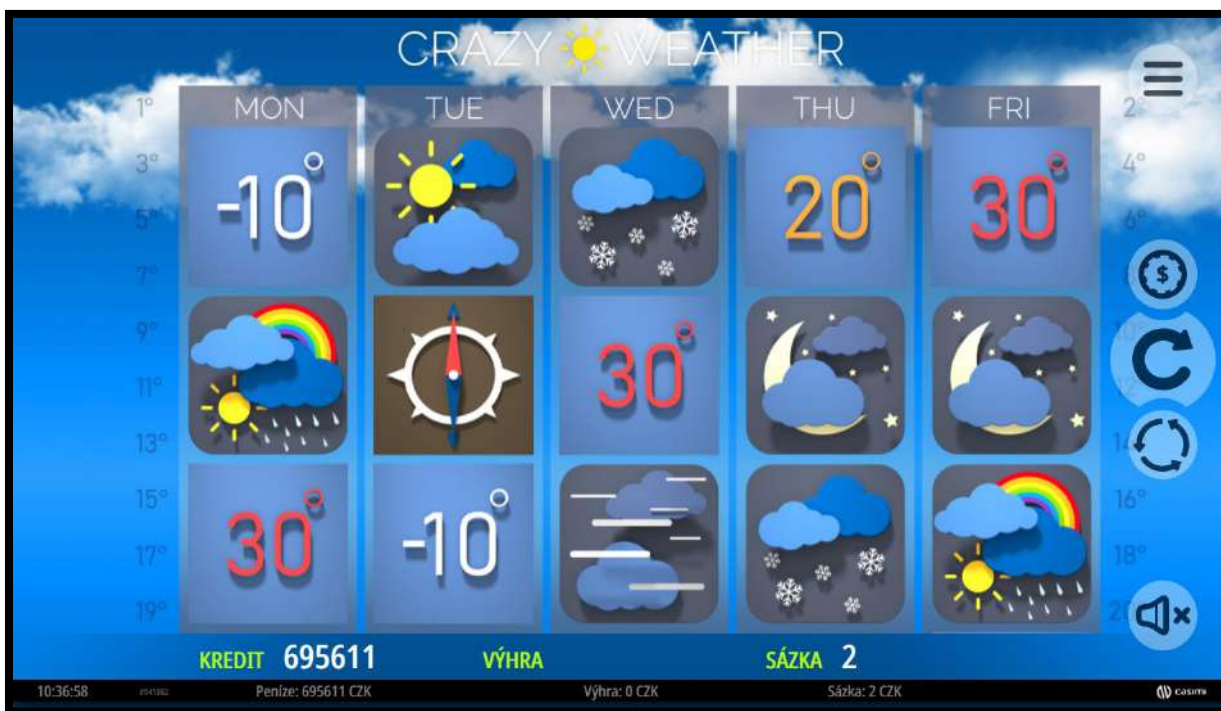 CRAZY WEATHER
MON TUE WED THU FRI
1° 2°
3° 4°
-10° 20° 30°
5° 6°
7°
9°
30°
11°
13°
15° 16°
30° -10°
17° 18°
19°
KREDIT 695611 VÝHRA SÁZKA 2
10:36:58 Peníze: 695611 CZK Výhra: 0 CZK Sázka: 2 CZK casimi